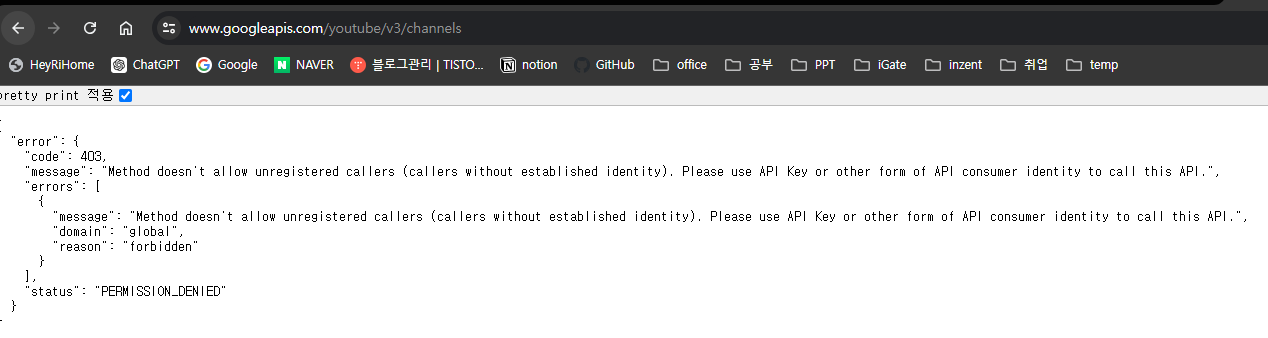 www.googleapis.com/youtube/v3/channels
HeyRiHome ChatGPT Google NAVER 블로그관리 | TISTO... notion GitHub office 공부 PPT iGate inzent 취업 temp
pretty print 적용
{
"error": {
"code": 403,
"message": "Method doesn't allow unregistered callers (callers without established identity). Please use API Key or other form of API consumer identity to call this API.",
"errors": [
{
"message": "Method doesn't allow unregistered callers (callers without established identity). Please use API Key or other form of API consumer identity to call this API.",
"domain": "global",
"reason": "forbidden"
}
],
"status": "PERMISSION_DENIED"
}
}